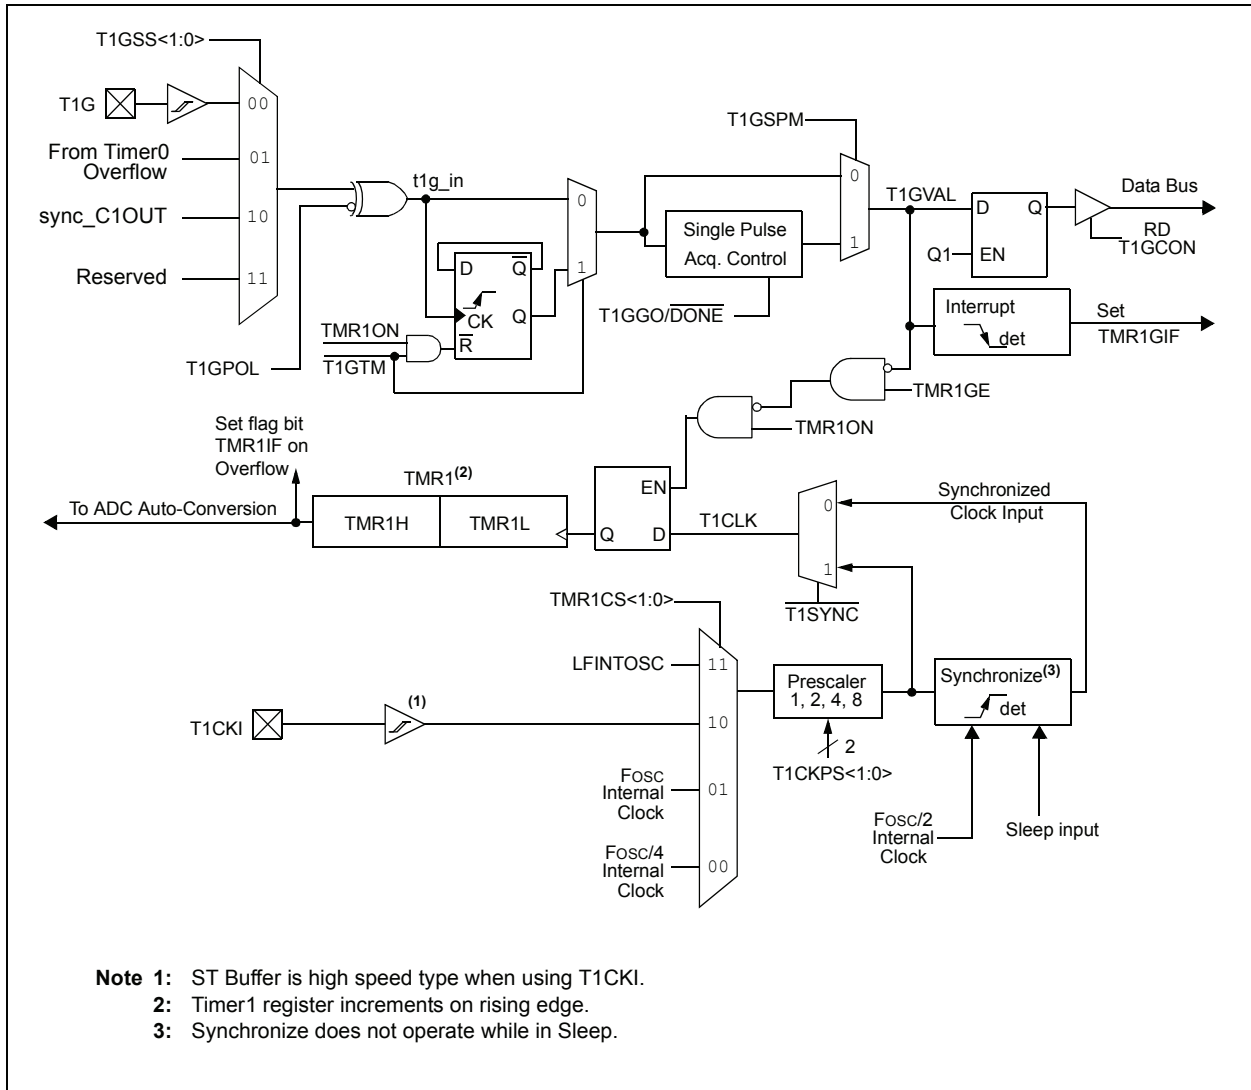 T1GSS<1:0>
T1G
00
From Timer0
Overflow
01
sync_C1OUT
10
Reserved
11
T1GPOL
t1g_in
0
1
D
Q
CK
Q
R
TMR1ON
T1GTM
T1GSPM
0
1
Single Pulse
Acq. Control
T1GGO/DONE
T1GVAL
D
Q
Q1
EN
Data Bus
RD
T1GCON
Interrupt
det
Set
TMR1GIF
TMR1GE
TMR1ON
Set flag bit
TMR1IF on
Overflow
To ADC Auto-Conversion
TMR1(2)
TMR1H
TMR1L
EN
Q
D
T1CLK
0
1
T1SYNC
Synchronized
Clock Input
TMR1CS<1:0>
LFINTOSC
11
T1CKI
(1)
10
FOSC
Internal
Clock
01
FOSC/4
Internal
Clock
00
Prescaler
1, 2, 4, 8
2
T1CKPS<1:0>
Synchronize(3)
det
FOSC/2
Internal
Clock
Sleep input
Note 1: ST Buffer is high speed type when using T1CKI.
2: Timer1 register increments on rising edge.
3: Synchronize does not operate while in Sleep.